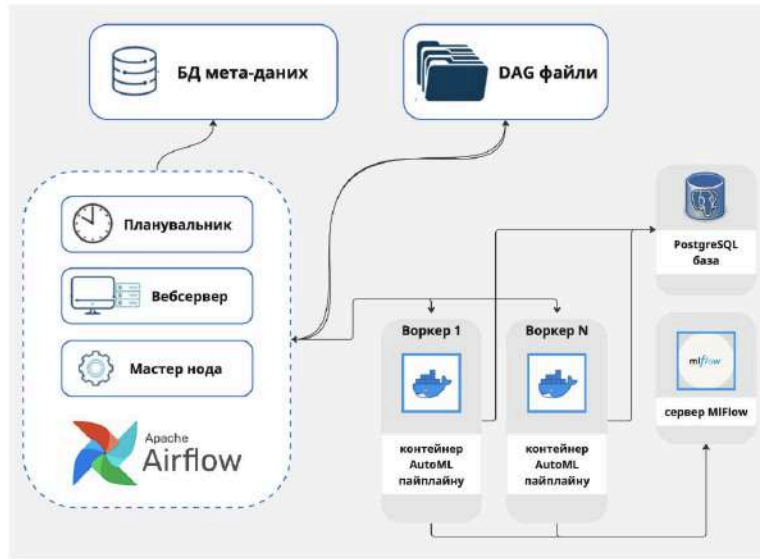 БД мета-даних
DAG файли
Планувальник
Вебсервер
Мастер нода
Apache
Airflow
Воркер 1
контейнер
AutoML
пайплайну
Воркер N
контейнер
AutoML
пайплайну
PostgreSQL
база
mlflow
сервер MlFlow